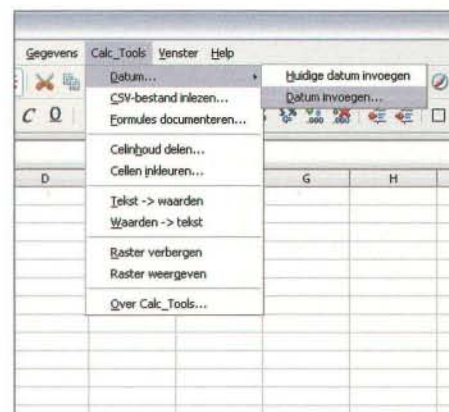 Gegevens Calc_Tools Venster Help
Datum...
Huidige datum invoegen
CSV-bestand inlezen...
Datum invoegen...
Formules documenteren...
C O
Celinhoud delen...
Cellen inkleuren...
D G H
Tekst -> waarden
Waarden -> tekst
Raster verbergen
Raster weergeven
Over Calc_Tools...